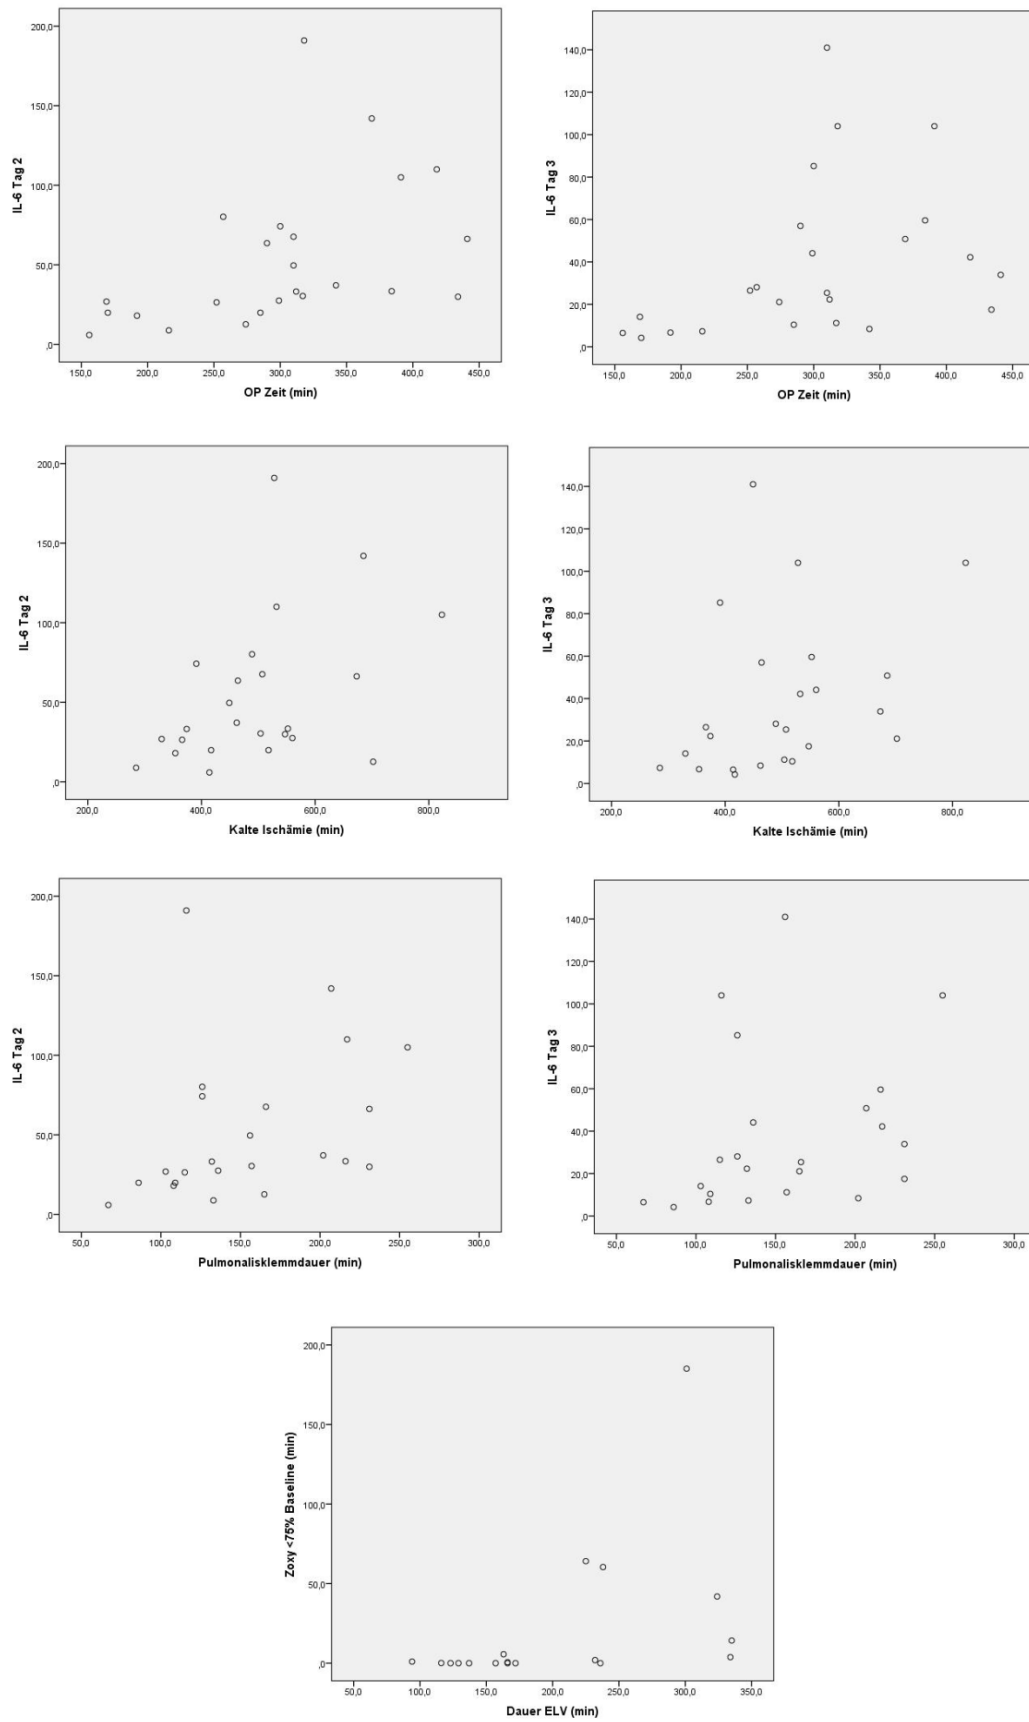 200,0
150,0
100,0
50,0
,0
IL-6 Tag 2
150,0 200,0 250,0 300,0 350,0 400,0 450,0
OP Zeit (min)
140,0
120,0
100,0
80,0
60,0
40,0
20,0
,0
IL-6 Tag 3
150,0 200,0 250,0 300,0 350,0 400,0 450,0
OP Zeit (min)
200,0
150,0
100,0
50,0
,0
IL-6 Tag 2
200,0 400,0 600,0 800,0
Kalte Ischämie (min)
140,0
120,0
100,0
80,0
60,0
40,0
20,0
,0
IL-6 Tag 3
200,0 400,0 600,0 800,0
Kalte Ischämie (min)
200,0
150,0
100,0
50,0
,0
IL-6 Tag 2
50,0 100,0 150,0 200,0 250,0 300,0
Pulmonalisklemmdauer (min)
140,0
120,0
100,0
80,0
60,0
40,0
20,0
,0
IL-6 Tag 3
50,0 100,0 150,0 200,0 250,0 300,0
Pulmonalisklemmdauer (min)
200,0
150,0
100,0
50,0
,0
Zoxy <75% Baseline (min)
50,0 100,0 150,0 200,0 250,0 300,0 350,0
Dauer ELV (min)